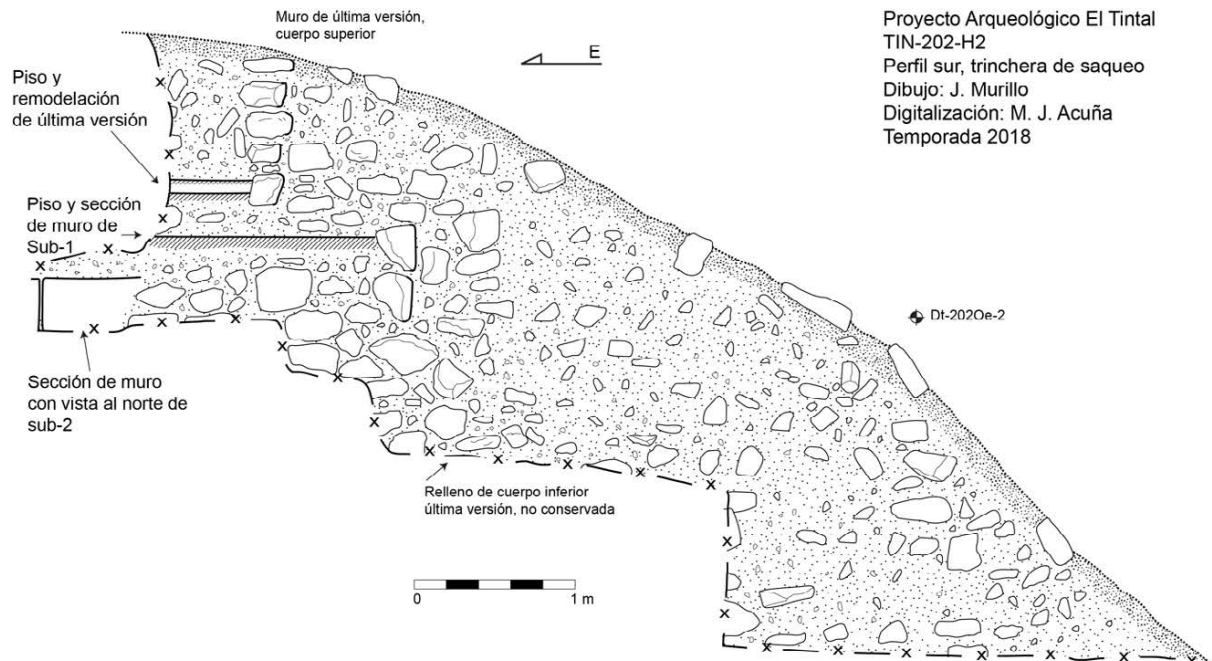 Muro de última versión,
cuerpo superior
E
Proyecto Arqueológico El Tintal
TIN-202-H2
Perfil sur, trinchera de saqueo
Dibujo: J. Murillo
Digitalización: M. J. Acuña
Temporada 2018
Piso y
remodelación
de última versión
Piso y sección
de muro de
Sub-1
Dt-202Oe-2
Sección de muro
con vista al norte de
sub-2
Relleno de cuerpo inferior
última versión, no conservada
0 1 m